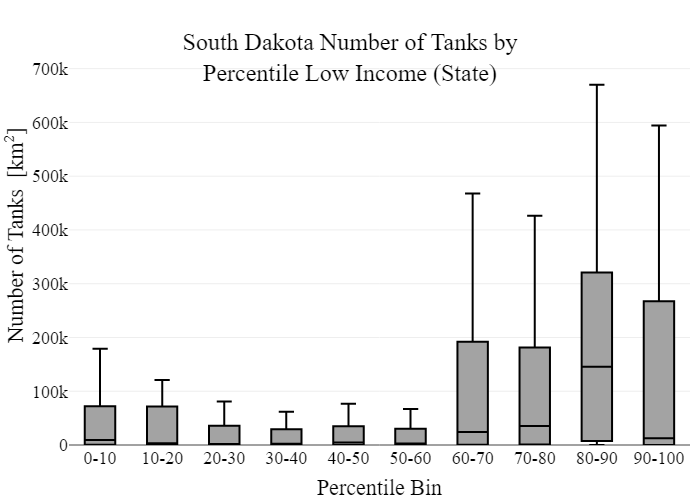 South Dakota Number of Tanks by
Percentile Low Income (State)
Number of Tanks [km²]
700k
600k
500k
400k
300k
200k
100k
0
0-10 10-20 20-30 30-40 40-50 50-60 60-70 70-80 80-90 90-100
Percentile Bin